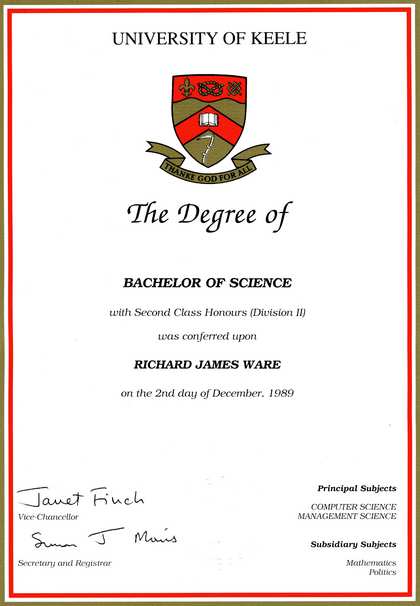 UNIVERSITY OF KEELE
THANKE GOD FOR ALL
The Degree of
BACHELOR OF SCIENCE
with Second Class Honours (Division II)
was conferred upon
RICHARD JAMES WARE
on the 2nd day of December, 1989
Janet Finch
Vice-Chancellor
Simon J Morris
Secretary and Registrar
Principal Subjects
COMPUTER SCIENCE
MANAGEMENT SCIENCE
Subsidiary Subjects
Mathematics
Politics